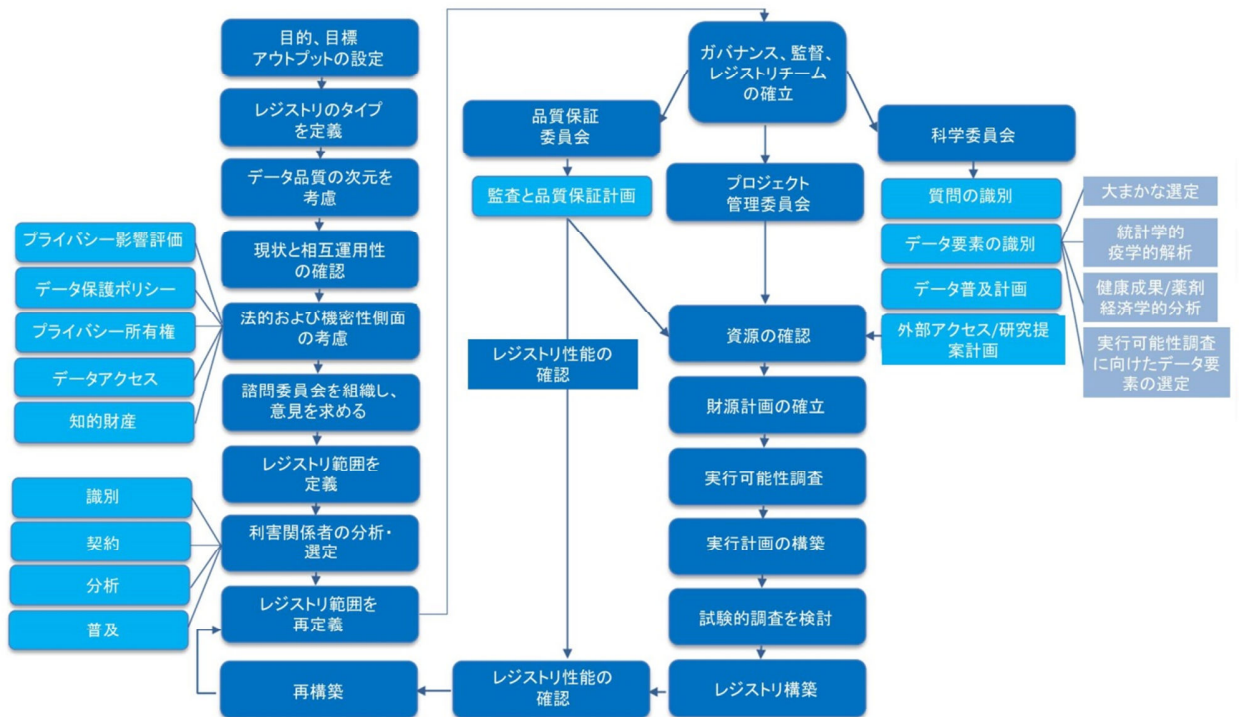 目的、目標
アウトプットの設定
レジストリのタイプ
を定義
データ品質の次元を
考慮
現状と相互運用性
の確認
法的および機密性側面
の考慮
諮問委員会を組織し、
意見を求める
レジストリ範囲を
定義
利害関係者の分析・
選定
レジストリ範囲を
再定義
プライバシー影響評価
データ保護ポリシー
プライバシー所有権
データアクセス
知的財産
識別
契約
分析
普及
ガバナンス、監督、
レジストリチーム
の確立
品質保証
委員会
監査と品質保証計画
プロジェクト
管理委員会
科学委員会
質問の識別
データ要素の識別
データ普及計画
外部アクセス/研究提
案計画
大まかな選定
統計学的
疫学的解析
健康成果/薬剤
経済学的分析
実行可能性調査
に向けたデータ要
素の選定
レジストリ性能の
確認
資源の確認
財源計画の確立
実行可能性調査
実行計画の構築
試験的調査を検討
レジストリ構築
レジストリ性能の
確認
再構築